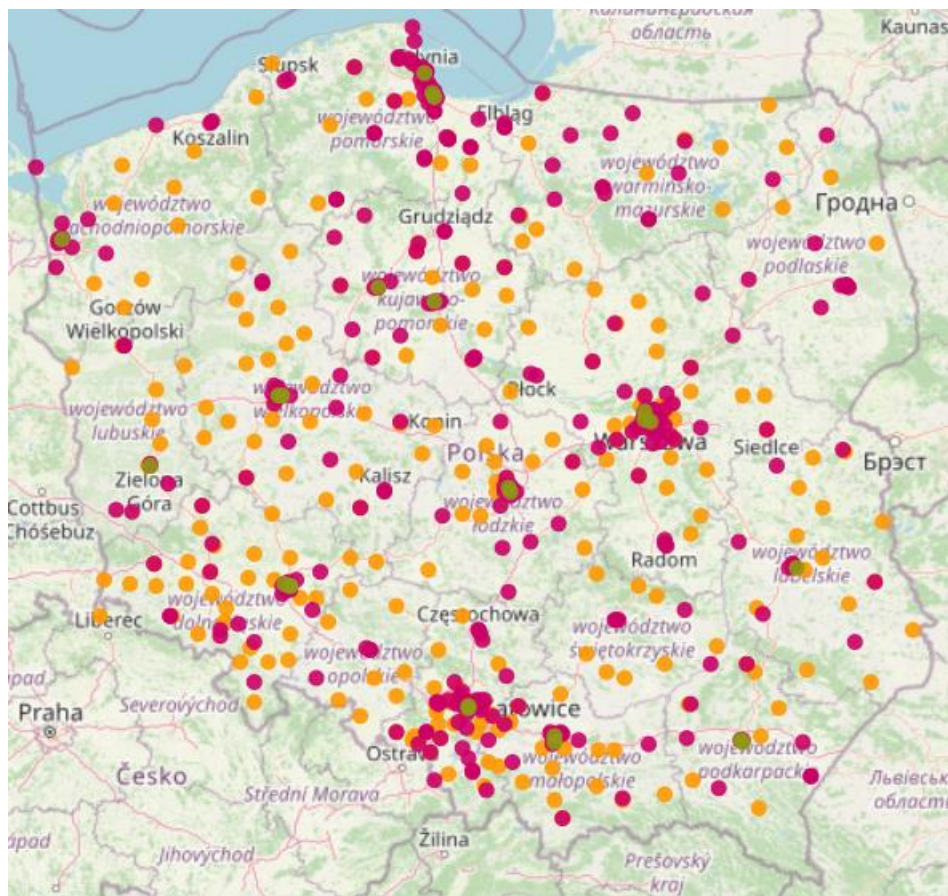 Калининградская
область
Kaunas
Gdynia
Słupsk
Elbląg
Koszalin
województwo
pomorskie
województwo
warmińsko-
mazurskie
województwo
zachodniopomorskie
Гродна
Grudziądz
województwo
podlaskie
województwo
kujawsko-
pomorskie
Gorzów
Wielkopolski
Płock
województwo
wielkopolskie
województwo
lubuskie
Konin
Warszawa
Polska
Siedlce
Брэст
Zielona
Góra
Kalisz
Cottbus
Chóśebuz
województwo
łódzkie
Radom
województwo
lubelskie
Liberec
województwo
dolnośląskie
Częstochowa
województwo
świętokrzyskie
województwo
opolskie
Severovýchod
Praha
Katowice
Ostrava
województwo
małopolskie
województwo
podkarpackie
Česko
Střední Morava
Львівська
область
Žilina
Jihovýchod
Prešovský
kraj